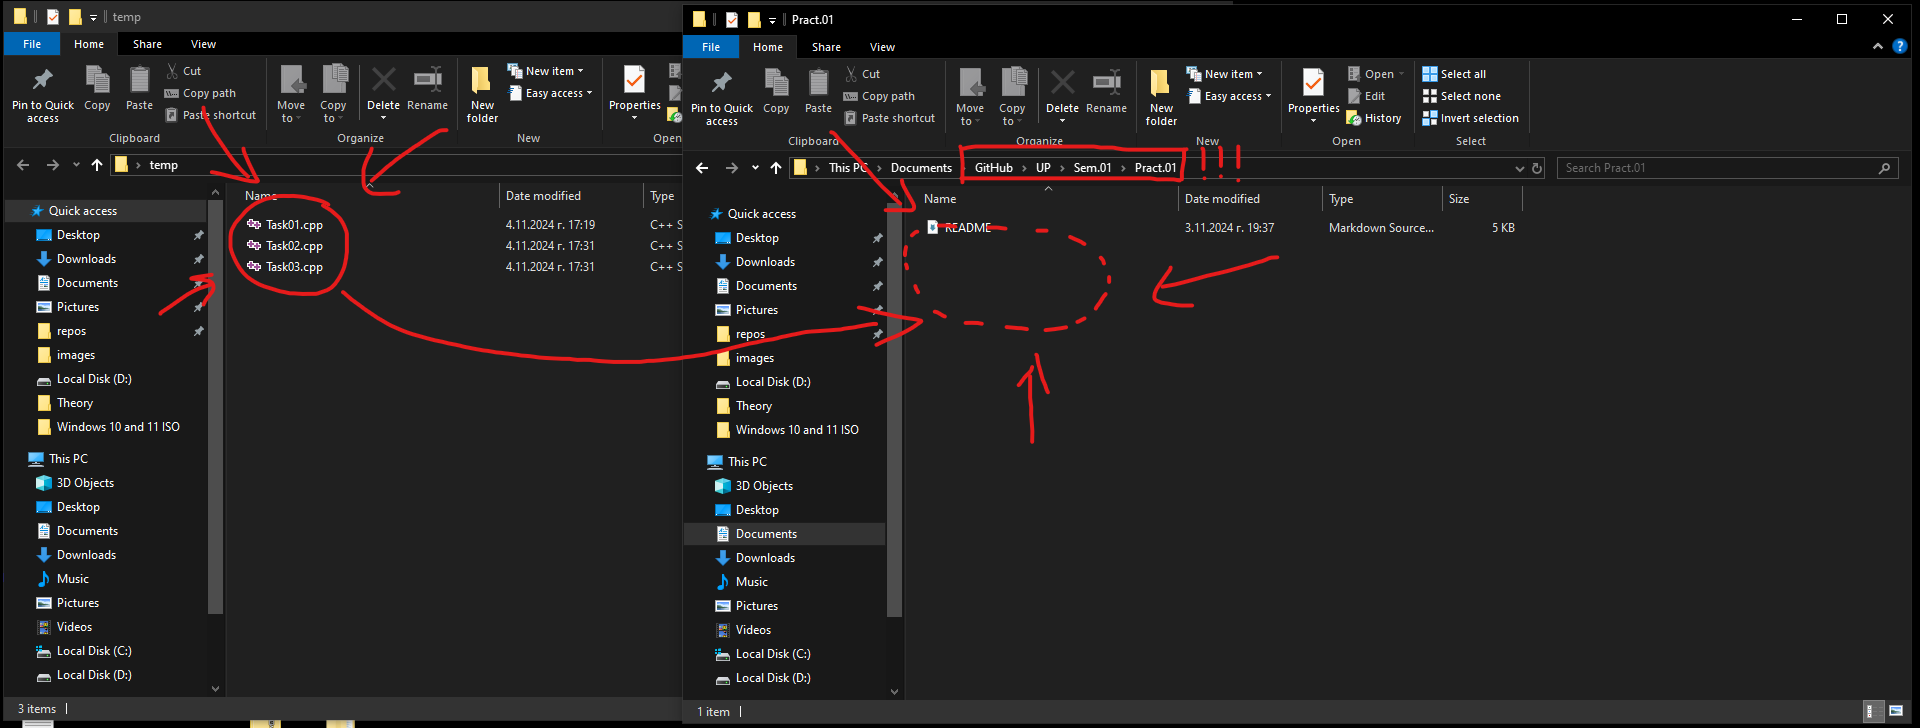 temp
File Home Share View
Pin to Quick access
Copy
Paste
Cut
Copy path
Paste shortcut
Clipboard
Move to
Copy to
Delete
Rename
Organize
New folder
New item
Easy access
New
Properties
Open
temp
Name Date modified Type
Quick access
Desktop
Downloads
Documents
Pictures
repos
images
Local Disk (D:)
Theory
Windows 10 and 11 ISO
This PC
3D Objects
Desktop
Documents
Downloads
Music
Pictures
Videos
Local Disk (C:)
Local Disk (D:)
Task01.cpp 4.11.2024 г. 17:19 C++ S
Task02.cpp 4.11.2024 г. 17:31 C++ S
Task03.cpp 4.11.2024 г. 17:31 C++ S
3 items
Pract.01
File Home Share View
Pin to Quick access
Copy
Paste
Cut
Copy path
Paste shortcut
Clipboard
Move to
Copy to
Delete
Rename
Organize
New folder
New item
Easy access
New
Properties
Open
Edit
History
Open
Select all
Select none
Invert selection
Select
This PC Documents GitHub UP Sem.01 Pract.01 !!!
Search Pract.01
Name Date modified Type Size
Quick access
Desktop
Downloads
Documents
Pictures
repos
images
Local Disk (D:)
Theory
Windows 10 and 11 ISO
This PC
3D Objects
Desktop
Documents
Downloads
Music
Pictures
Videos
Local Disk (C:)
Local Disk (D:)
README 3.11.2024 г. 19:37 Markdown Source... 5 KB
1 item